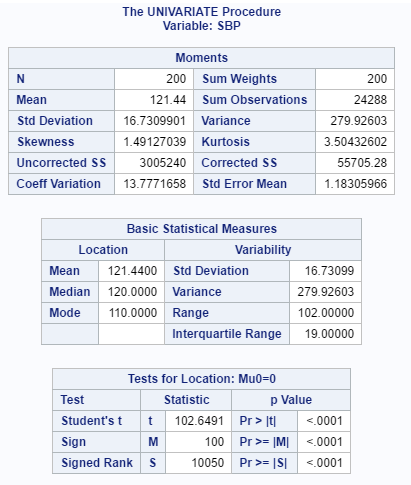 The UNIVARIATE Procedure
Variable: SBP
Moments
N 200 Sum Weights 200
Mean 121.44 Sum Observations 24288
Std Deviation 16.7309901 Variance 279.92603
Skewness 1.49127039 Kurtosis 3.50432602
Uncorrected SS 3005240 Corrected SS 55705.28
Coeff Variation 13.7771658 Std Error Mean 1.18305966
Basic Statistical Measures
Location Variability
Mean 121.4400 Std Deviation 16.73099
Median 120.0000 Variance 279.92603
Mode 110.0000 Range 102.00000
Interquartile Range 19.00000
Tests for Location: Mu0=0
Test Statistic p Value
Student's t t 102.6491 Pr > |t| <.0001
Sign M 100 Pr >= |M| <.0001
Signed Rank S 10050 Pr >= |S| <.0001